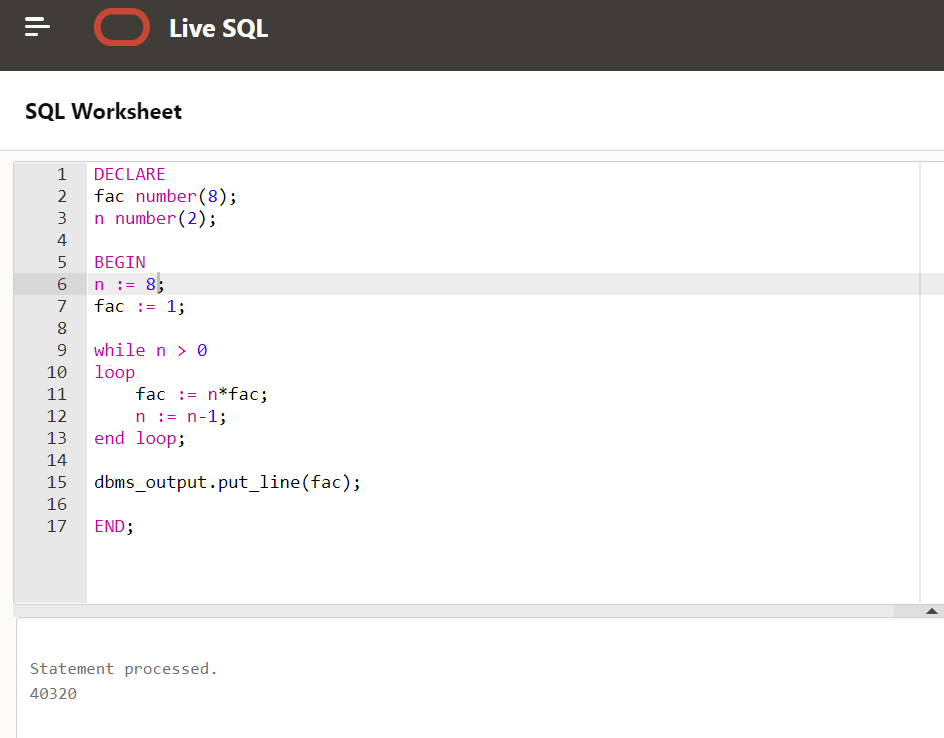 Live SQL
SQL Worksheet
1 DECLARE
2 fac number(8);
3 n number(2);
4
5 BEGIN
6 n := 8;
7 fac := 1;
8
9 while n > 0
10 loop
11     fac := n*fac;
12     n := n-1;
13 end loop;
14
15 dbms_output.put_line(fac);
16
17 END;
Statement processed.
40320